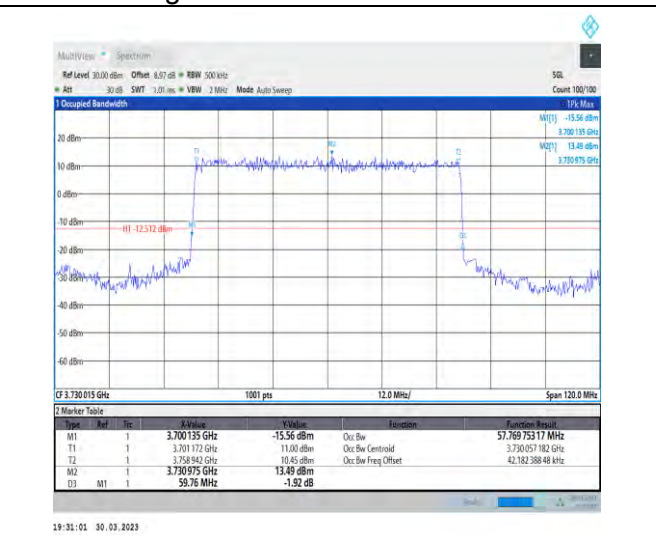 MultiView Spectrum
Ref Level 30.00 dBm Offset 8.97 dB RBW 500 kHz SGL
Att 30 dB SWT 1.01 ms VBW 2 MHz Mode Auto Sweep Count 100/100
1 Occupied Bandwidth 1Pk Max
M1[1] -15.56 dBm
3.700 135 GHz
M2[1] 13.49 dBm
3.730 975 GHz
20 dBm
10 dBm
0 dBm
-10 dBm
H1 -12.512 dBm
-20 dBm
-30 dBm
-40 dBm
-50 dBm
-60 dBm
M2
M1
D3
CF 3.730 015 GHz 1001 pts 12.0 MHz/ Span 120.0 MHz
2 Marker Table
Type Ref Trc X-Value Y-Value Function Function Result
M1 1 3.700135 GHz -15.56 dBm Occ Bw 57.769 753 17 MHz
T1 1 3.701 172 GHz 11.00 dBm Occ Bw Centroid 3.730 057 182 GHz
T2 1 3.758 942 GHz 10.45 dBm Occ Bw Freq Offset 42.182 388 48 kHz
M2 1 3.730 975 GHz 13.49 dBm
D3 M1 1 59.76 MHz -1.92 dB
19:31:01 30.03.2023